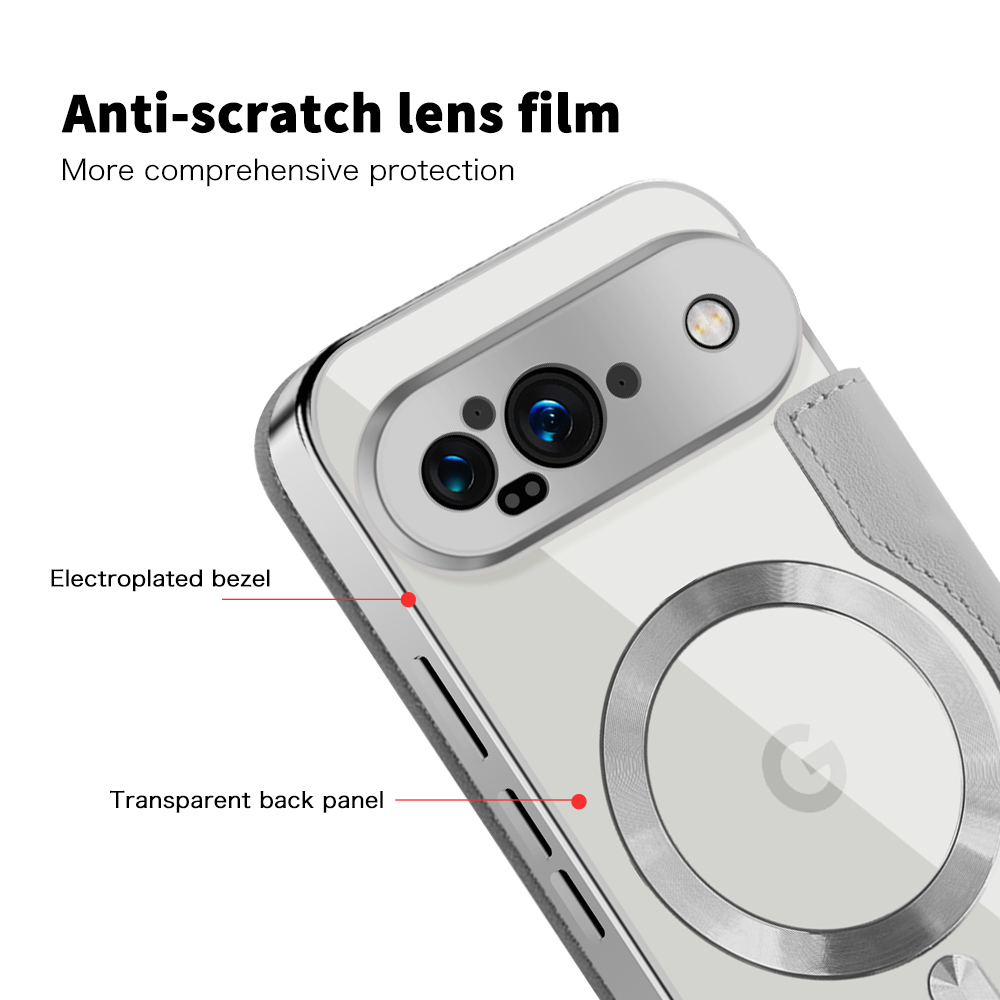 Anti-scratch lens film
More comprehensive protection
Electroplated bezel
Transparent back panel
G